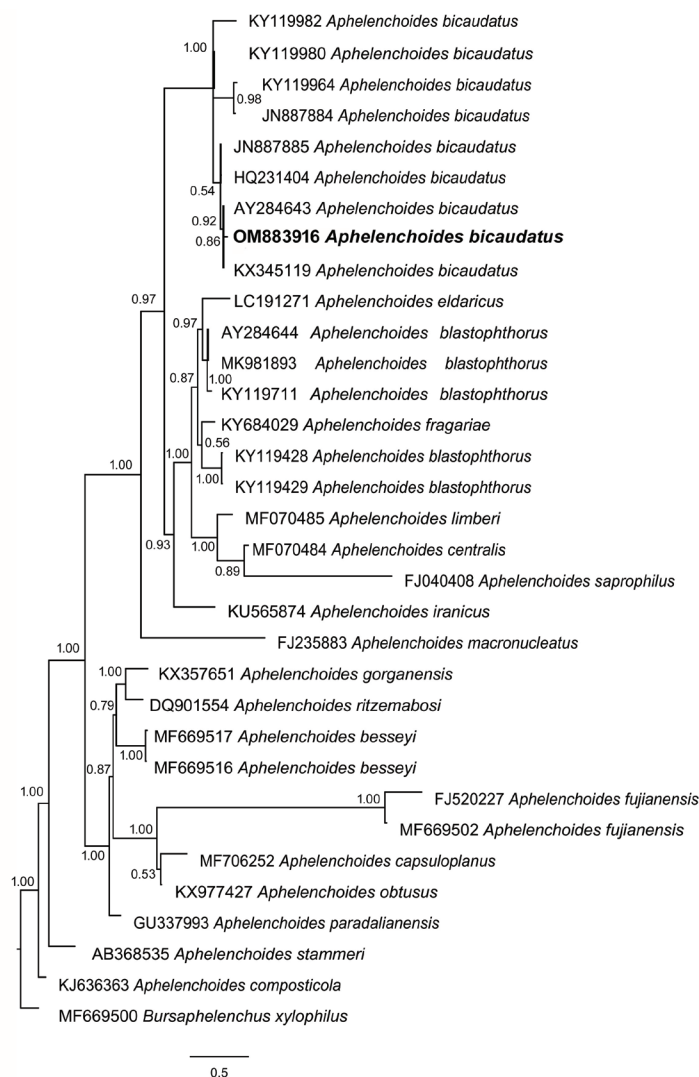 KY119982 Aphelenchoides bicaudatus
1.00
KY119980 Aphelenchoides bicaudatus
KY119964 Aphelenchoides bicaudatus
0.98
JN887884 Aphelenchoides bicaudatus
JN887885 Aphelenchoides bicaudatus
HQ231404 Aphelenchoides bicaudatus
0.54
AY284643 Aphelenchoides bicaudatus
0.92
OM883916 Aphelenchoides bicaudatus
0.86
KX345119 Aphelenchoides bicaudatus
0.97
LC191271 Aphelenchoides eldaricus
0.97
AY284644 Aphelenchoides blastophthorus
MK981893 Aphelenchoides blastophthorus
0.87
1.00
KY119711 Aphelenchoides blastophthorus
KY684029 Aphelenchoides fragariae
0.56
1.00
KY119428 Aphelenchoides blastophthorus
1.00
1.00
KY119429 Aphelenchoides blastophthorus
MF070485 Aphelenchoides limberi
0.93
1.00
MF070484 Aphelenchoides centralis
0.89
FJ040408 Aphelenchoides saprophilus
KU565874 Aphelenchoides iranicus
FJ235883 Aphelenchoides macronucleatus
1.00
1.00
KX357651 Aphelenchoides gorganensis
0.79
DQ901554 Aphelenchoides ritzemabosi
MF669517 Aphelenchoides besseyi
1.00
0.87
MF669516 Aphelenchoides besseyi
1.00
1.00
FJ520227 Aphelenchoides fujianensis
1.00
MF669502 Aphelenchoides fujianensis
1.00
MF706252 Aphelenchoides capsuloplanus
0.53
1.00
KX977427 Aphelenchoides obtusus
GU337993 Aphelenchoides paradalianensis
AB368535 Aphelenchoides stammeri
KJ636363 Aphelenchoides composticola
MF669500 Bursaphelenchus xylophilus
0.5